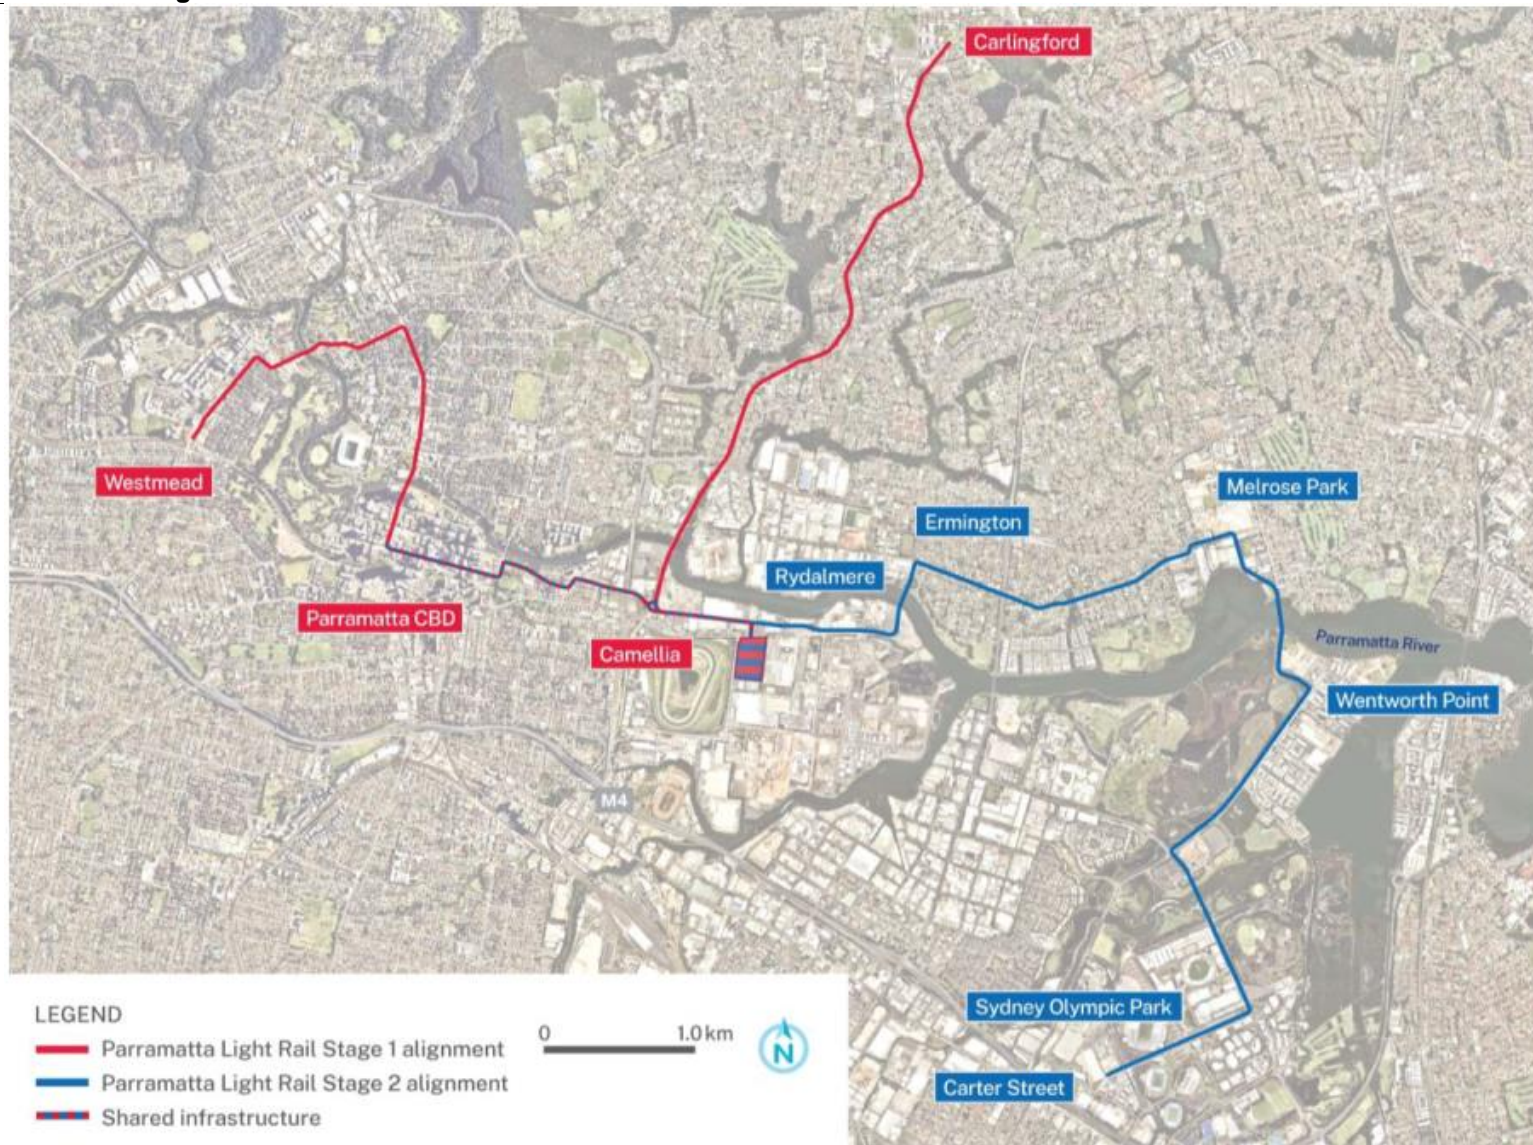 Carlingford
Westmead
Melrose Park
Ermington
Rydalmere
Parramatta CBD
Camellia
Parramatta River
Wentworth Point
M4
Sydney Olympic Park
Carter Street
LEGEND
Parramatta Light Rail Stage 1 alignment
Parramatta Light Rail Stage 2 alignment
Shared infrastructure
0 1.0 km
N